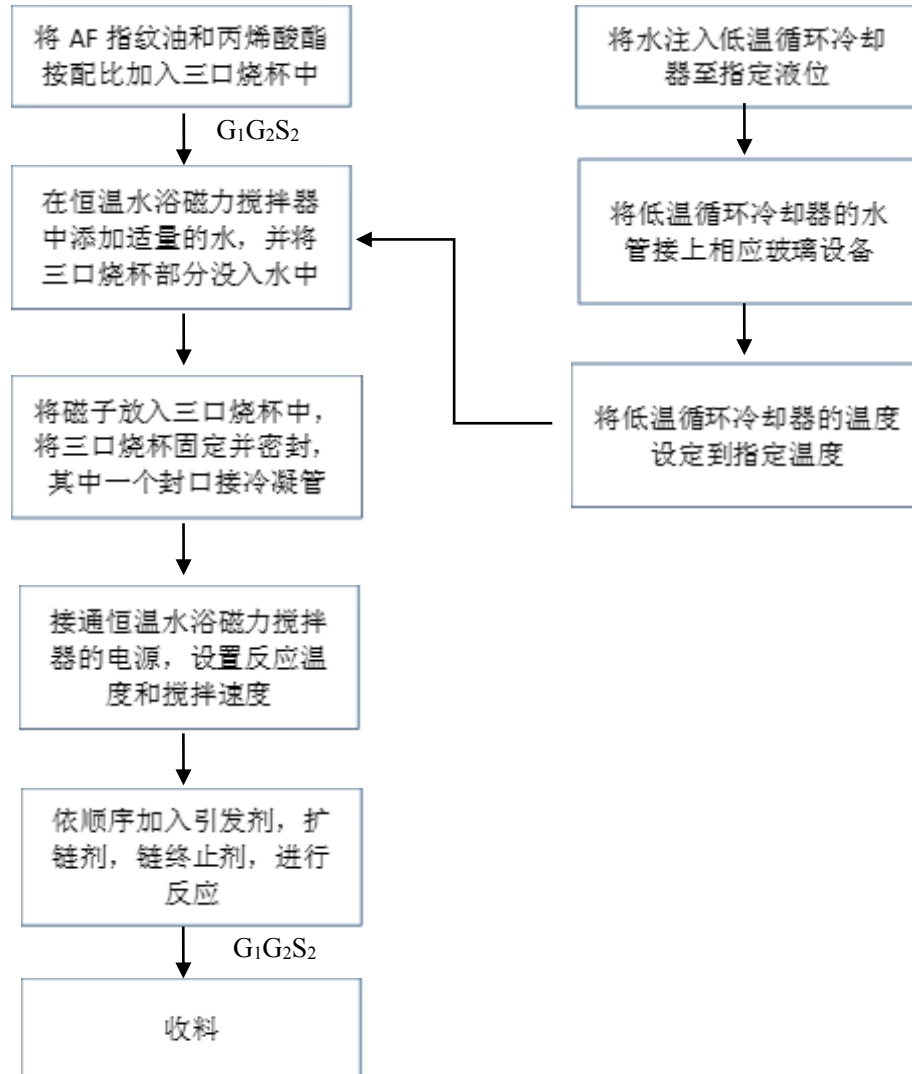 将 AF 指纹油和丙烯酸酯
按配比加入三口烧杯中
G₁G₂S₂
在恒温水浴磁力搅拌器
中添加适量的水，并将
三口烧杯部分没入水中
将磁子放入三口烧杯中，
将三口烧杯固定并密封，
其中一个封口接冷凝管
接通恒温水浴磁力搅拌
器的电源，设置反应温
度和搅拌速度
依顺序加入引发剂，扩
链剂，链终止剂，进行
反应
G₁G₂S₂
收料
将水注入低温循环冷却
器至指定液位
将低温循环冷却器的水
管接上相应玻璃设备
将低温循环冷却器的温度
设定到指定温度